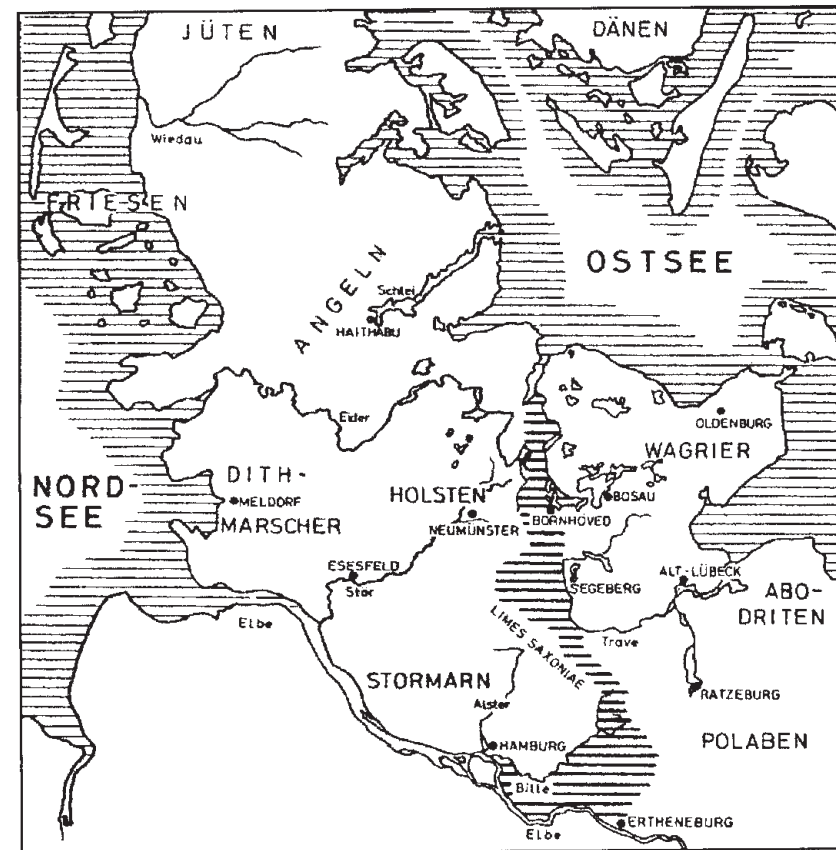 JÜTEN
DÄNEN
Wiedau
FRIESEN
OSTSEE
ANGELN
Schlei
HAITHABU
Eider
OLDENBURG
WAGRIER
DITH-
MARSCHER
NORD-
SEE
MELDORF
HOLSTEN
NEUMÜNSTER
BOSAU
BORNHÖVED
ESESFELD
Stör
SEGEBERG
ALT-LÜBECK
ABO-
DRITEN
Elbe
LIMES SAXONIAE
Trave
STORMARN
Alster
RATZEBURG
HAMBURG
POLABEN
Bille
Elbe
ERTHENEBURG